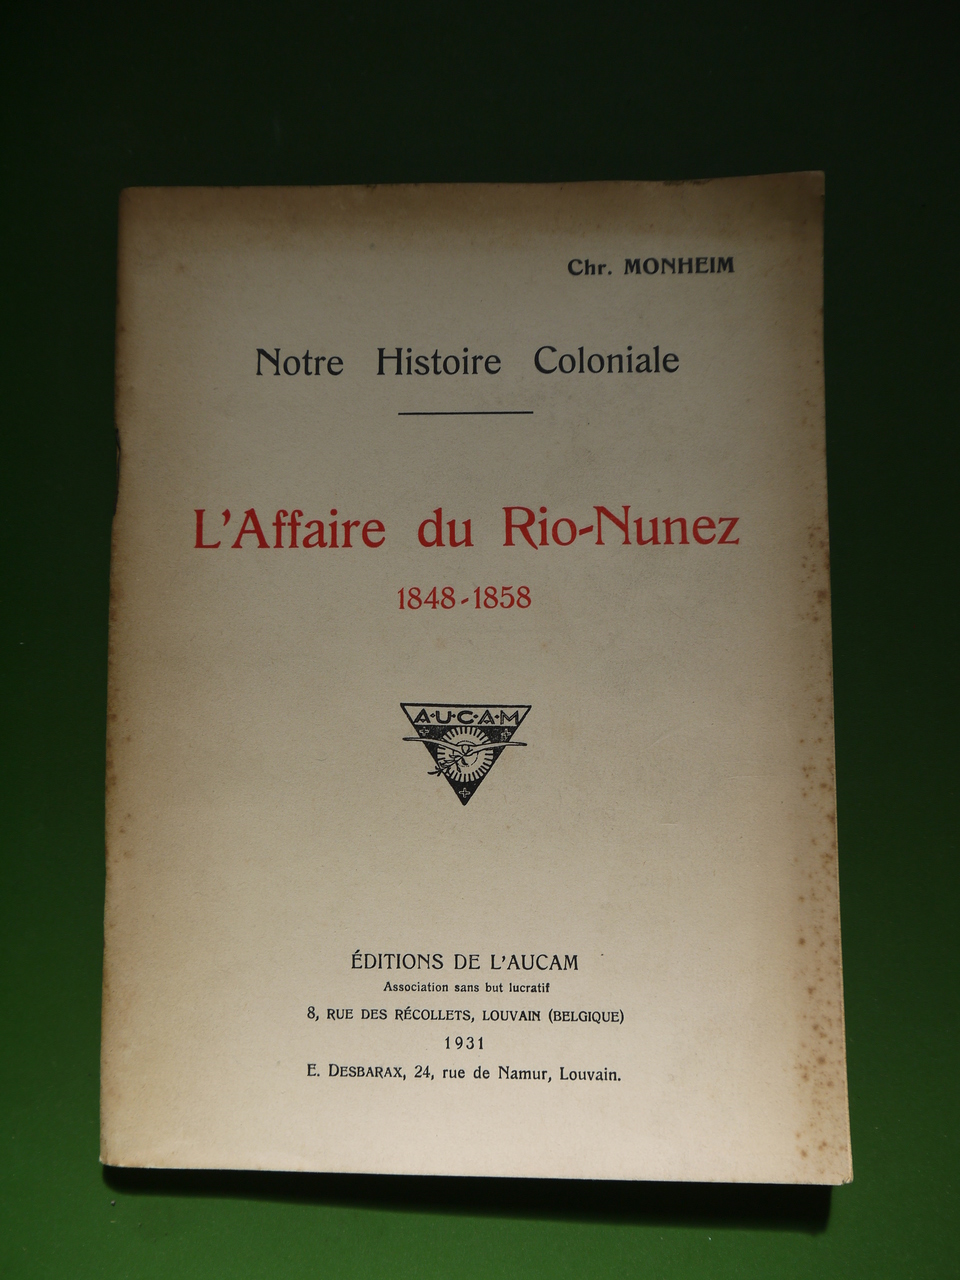 Chr. MONHEIM
Notre Histoire Coloniale
L'Affaire du Rio-Nunez
1848-1858
A·U·C·A·M
ÉDITIONS DE L'AUCAM
Association sans but lucratif
8, RUE DES RÉCOLLETS, LOUVAIN (BELGIQUE)
1931
E. DESBARAX, 24, rue de Namur, Louvain.